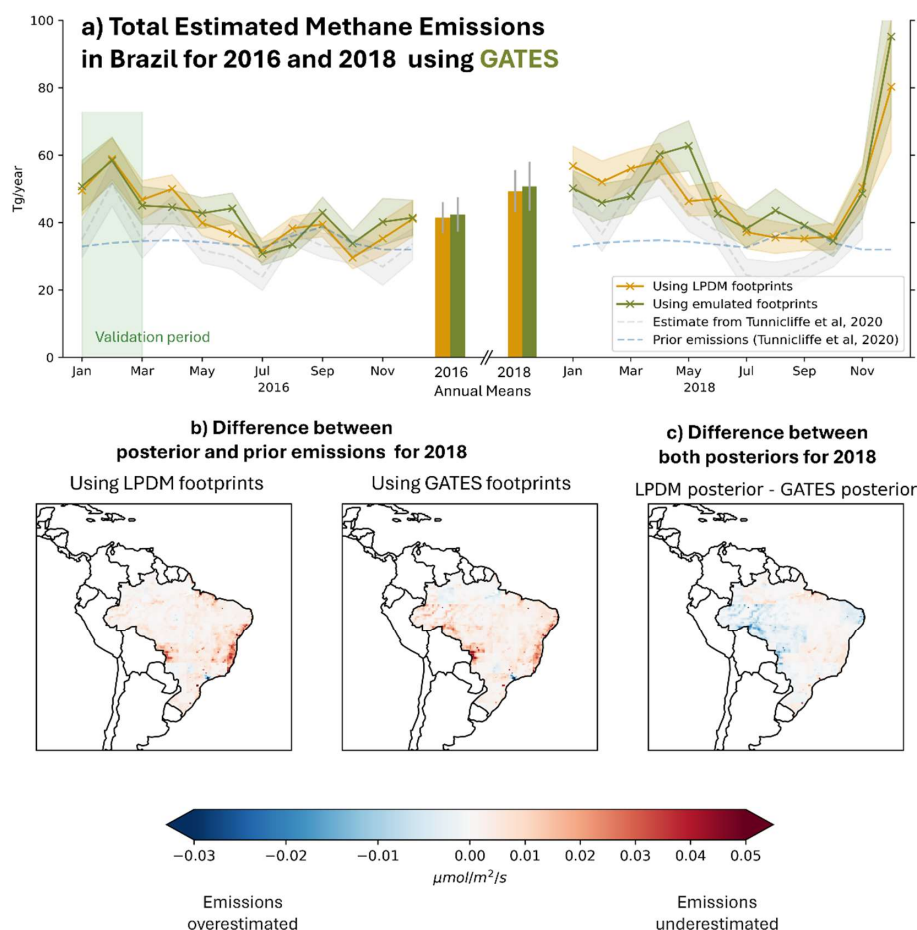 a) Total Estimated Methane Emissions
in Brazil for 2016 and 2018 using GATES
100
80
60
40
20
0
Tg/year
Validation period
Jan
Mar
May
Jul
Sep
Nov
2016
2016
2018
Annual Means
Jan
Mar
May
Jul
Sep
Nov
2018
Using LPDM footprints
Using emulated footprints
Estimate from Tunnicliffe et al, 2020
Prior emissions (Tunnicliffe et al, 2020)
b) Difference between
posterior and prior emissions for 2018
Using LPDM footprints
Using GATES footprints
c) Difference between
both posteriors for 2018
LPDM posterior - GATES posterior
−0.03
−0.02
−0.01
0.00
0.01
0.02
0.03
0.04
0.05
μmol/m²/s
Emissions
overestimated
Emissions
underestimated